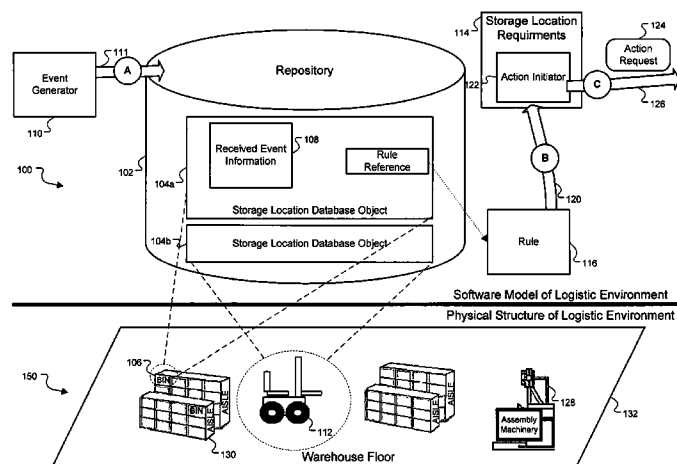 111
A
Event
Generator
110
100
102
Repository
Received Event
Information
108
104a
Rule
Reference
Storage Location Database Object
104b
Storage Location Database Object
114
Storage Location
Requirments
122
Action Initiator
C
124
Action
Request
126
B
120
Rule
116
Software Model of Logistic Environment
Physical Structure of Logistic Environment
150
106
BIN
BIN
AISLE
AISLE
AISLE
130
112
Warehouse Floor
AISLE
AISLE
Assembly
Machinery
128
132